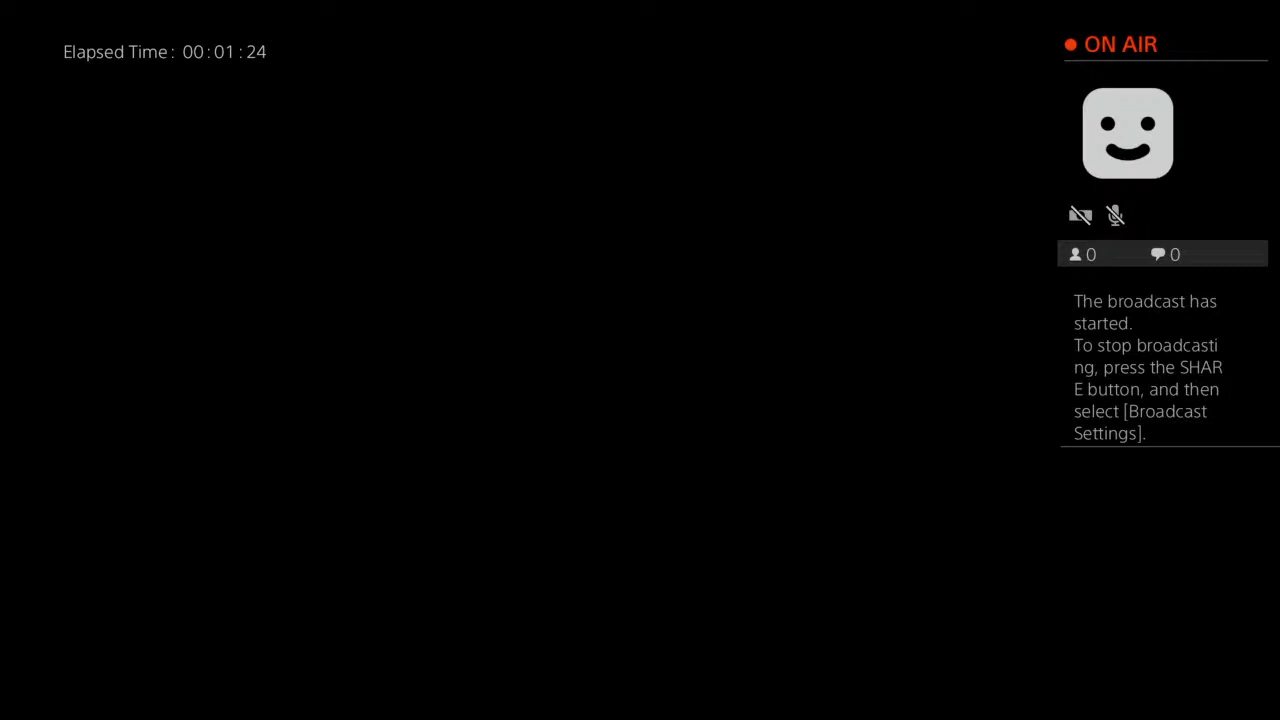 Elapsed Time: 00:01:24
ON AIR
0 0
The broadcast has
started.
To stop broadcasti
ng, press the SHAR
E button, and then
select [Broadcast
Settings].